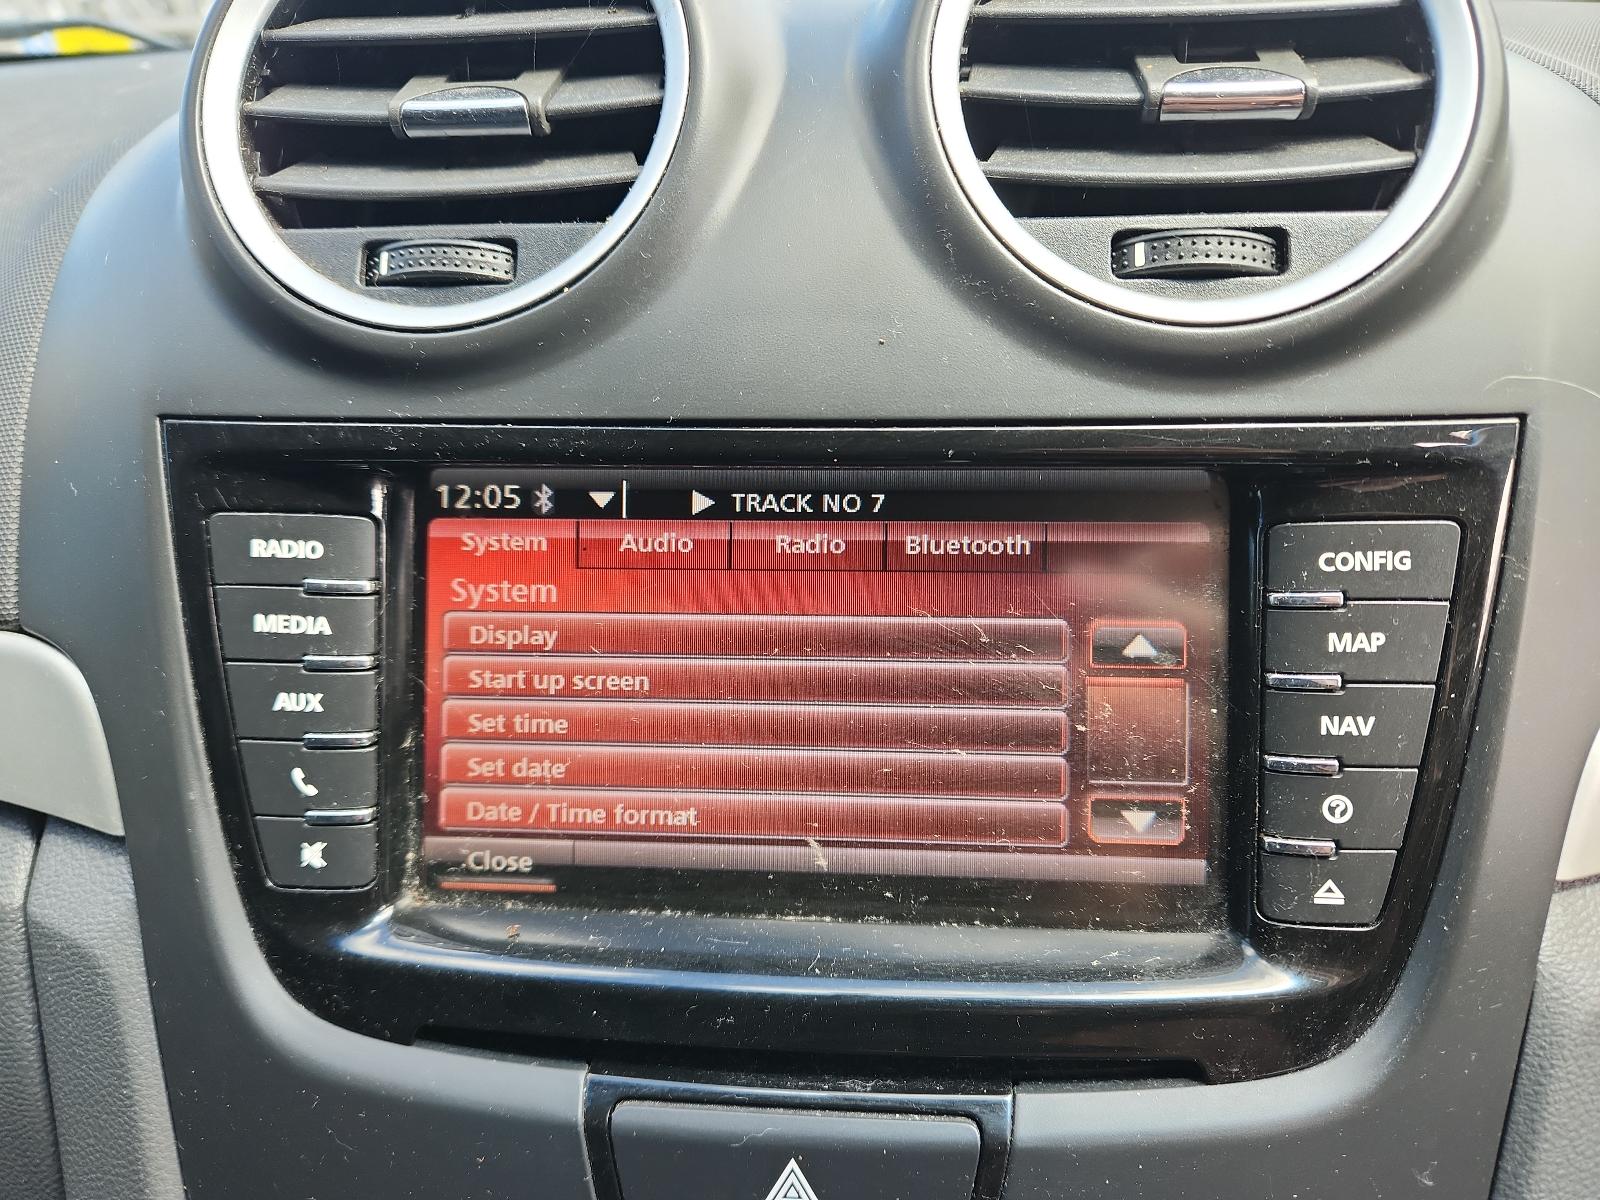 12:05 TRACK NO 7
RADIO
MEDIA
AUX
System Audio Radio Bluetooth
System
Display
Start up screen
Set time
Set date
Date / Time format
Close
CONFIG
MAP
NAV
?